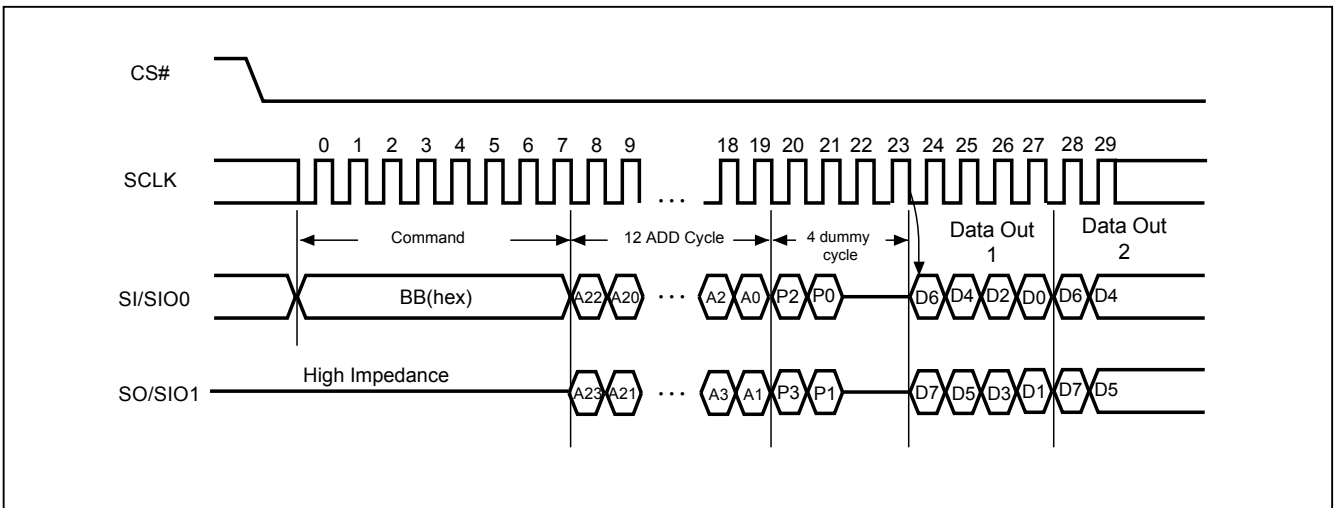 CS#
0 1 2 3 4 5 6 7 8 9 18 19 20 21 22 23 24 25 26 27 28 29
SCLK
...
Command 12 ADD Cycle 4 dummy cycle Data Out 1 Data Out 2
SI/SIO0 BB(hex) A22 A20 ... A2 A0 P2 P0 D6 D4 D2 D0 D6 D4
High Impedance
SO/SIO1 A23 A21 ... A3 A1 P3 P1 D7 D5 D3 D1 D7 D5